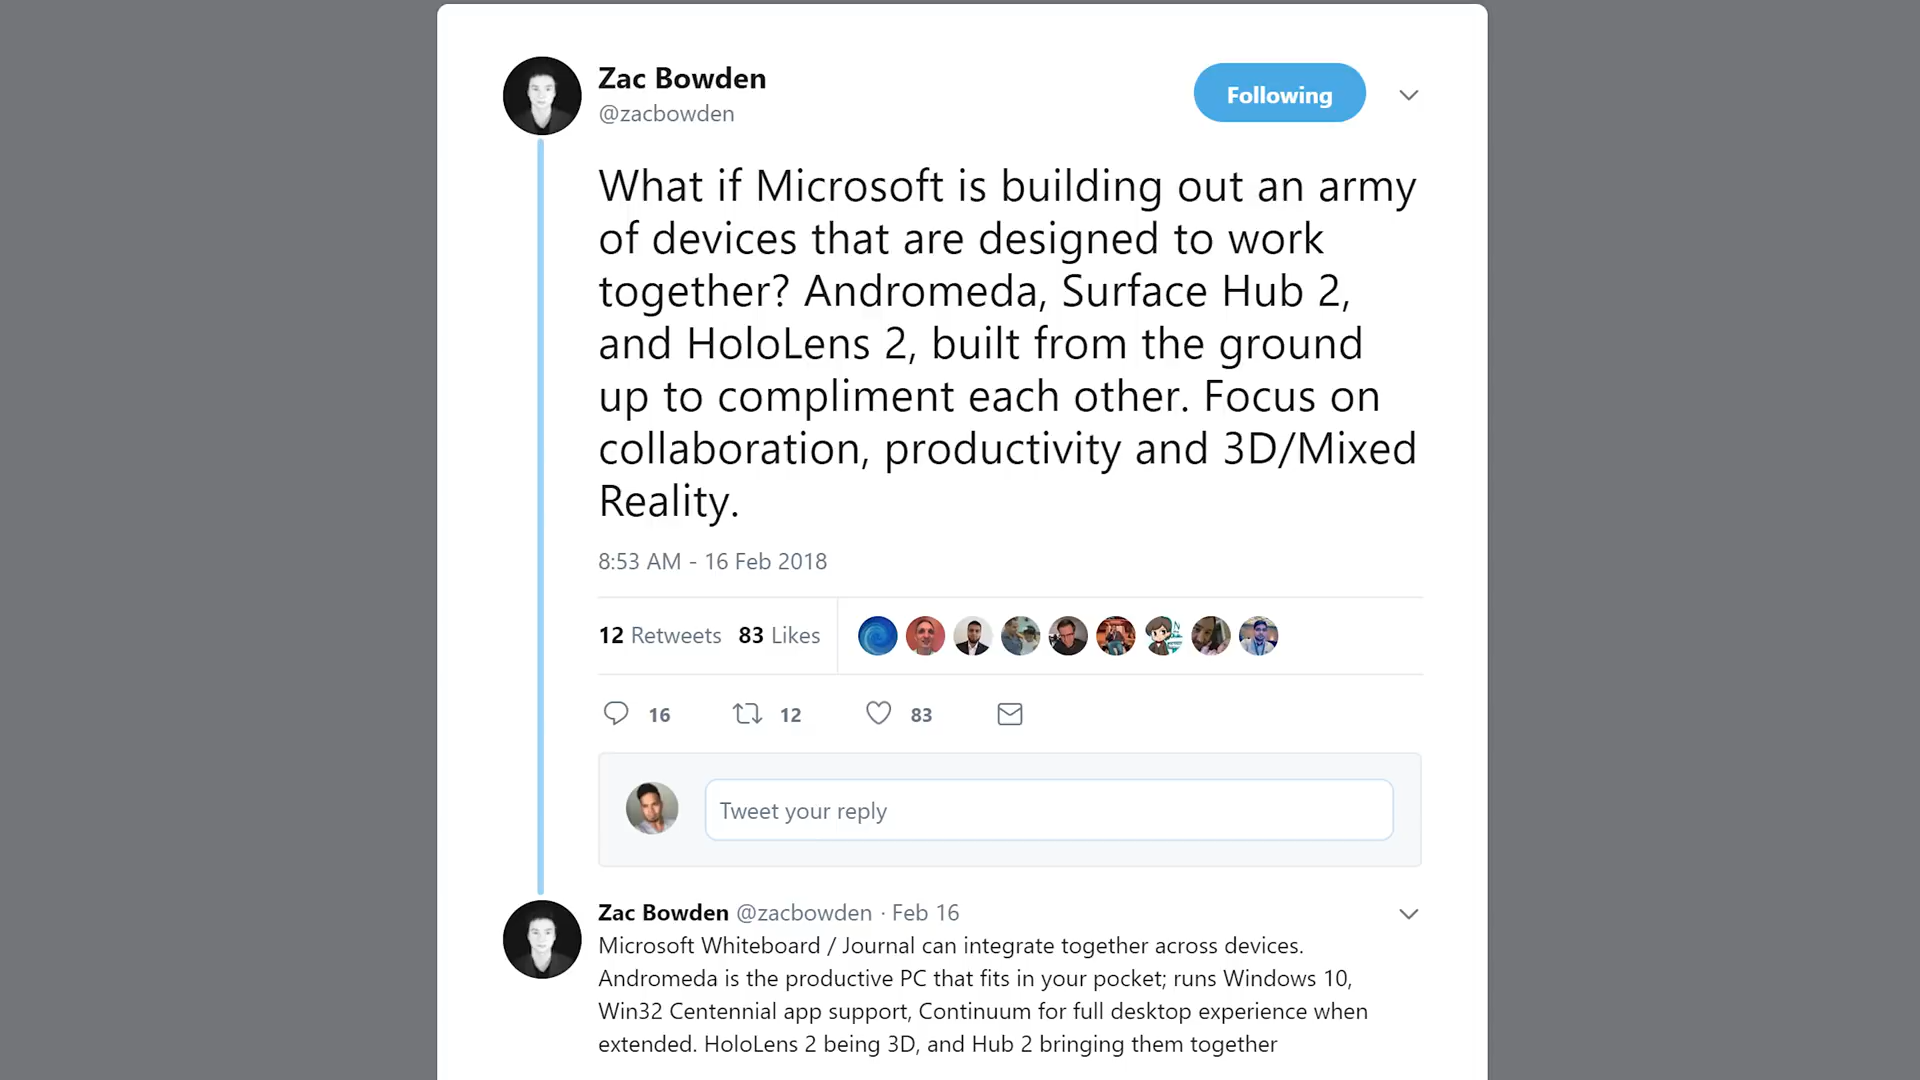 Zac Bowden
@zacbowden
Following
What if Microsoft is building out an army
of devices that are designed to work
together? Andromeda, Surface Hub 2,
and HoloLens 2, built from the ground
up to compliment each other. Focus on
collaboration, productivity and 3D/Mixed
Reality.
8:53 AM - 16 Feb 2018
12 Retweets 83 Likes
16 12 83
Tweet your reply
Zac Bowden @zacbowden · Feb 16
Microsoft Whiteboard / Journal can integrate together across devices.
Andromeda is the productive PC that fits in your pocket; runs Windows 10,
Win32 Centennial app support, Continuum for full desktop experience when
extended. HoloLens 2 being 3D, and Hub 2 bringing them together